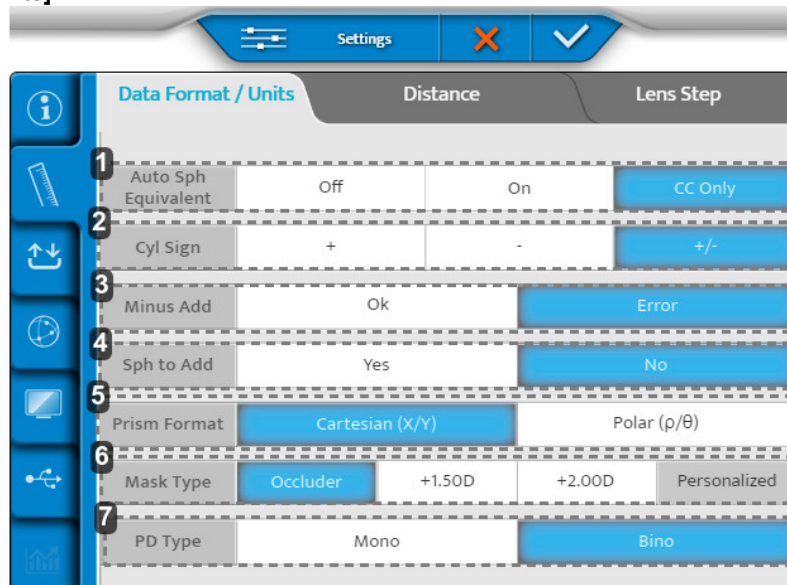 Settings
Data Format / Units Distance Lens Step
1
Auto Sph Equivalent Off On CC Only
2
Cyl Sign + - +/-
3
Minus Add Ok Error
4
Sph to Add Yes No
5
Prism Format Cartesian (X/Y) Polar (ρ/θ)
6
Mask Type Occluder +1.50D +2.00D Personalized
7
PD Type Mono Bino